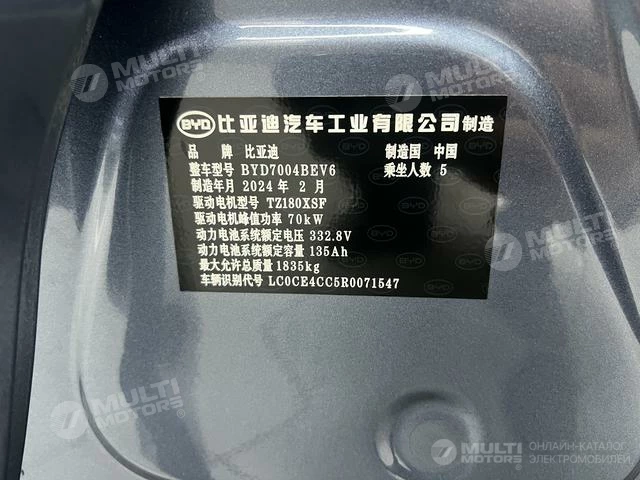 BYD 比亚迪汽车工业有限公司 制造
品 牌 比亚迪 制造国 中国
整车型号 BYD7004BEV6 乘坐人数 5
制造年月 2024 年 2 月
驱动电机型号 TZ180XSF
驱动电机峰值功率 70kW
动力电池系统额定电压 332.8V
动力电池系统额定容量 135Ah
最大允许总质量 1835kg
车辆识别代号 LC0CE4CC5R0071547
MULTI MOTORS®
MULTI MOTORS®
MULTI MOTORS®
MULTI MOTORS®
MULTI MOTORS®
MULTI MOTORS
ОНЛАЙН-КАТАЛОГ
ЭЛЕКТРОМОБИЛЕЙ